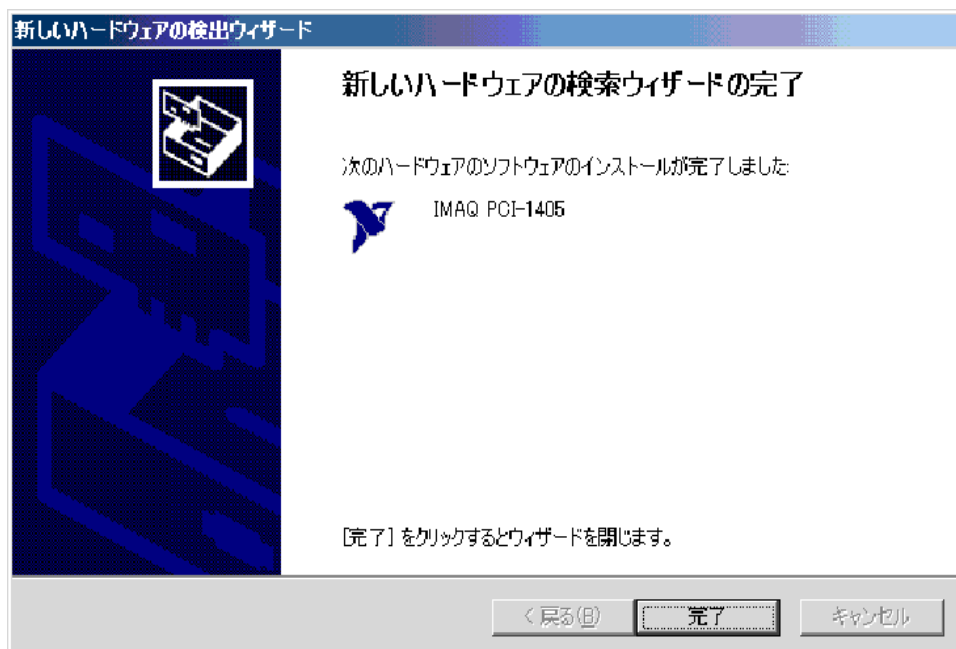 新しいハードウェアの検出ウィザード
新しいハードウェアの検索ウィザードの完了
次のハードウェアのソフトウェアのインストールが完了しました:
IMAQ PCI-1405
[完了] をクリックするとウィザードを閉じます。
< 戻る(B)
完了
キャンセル